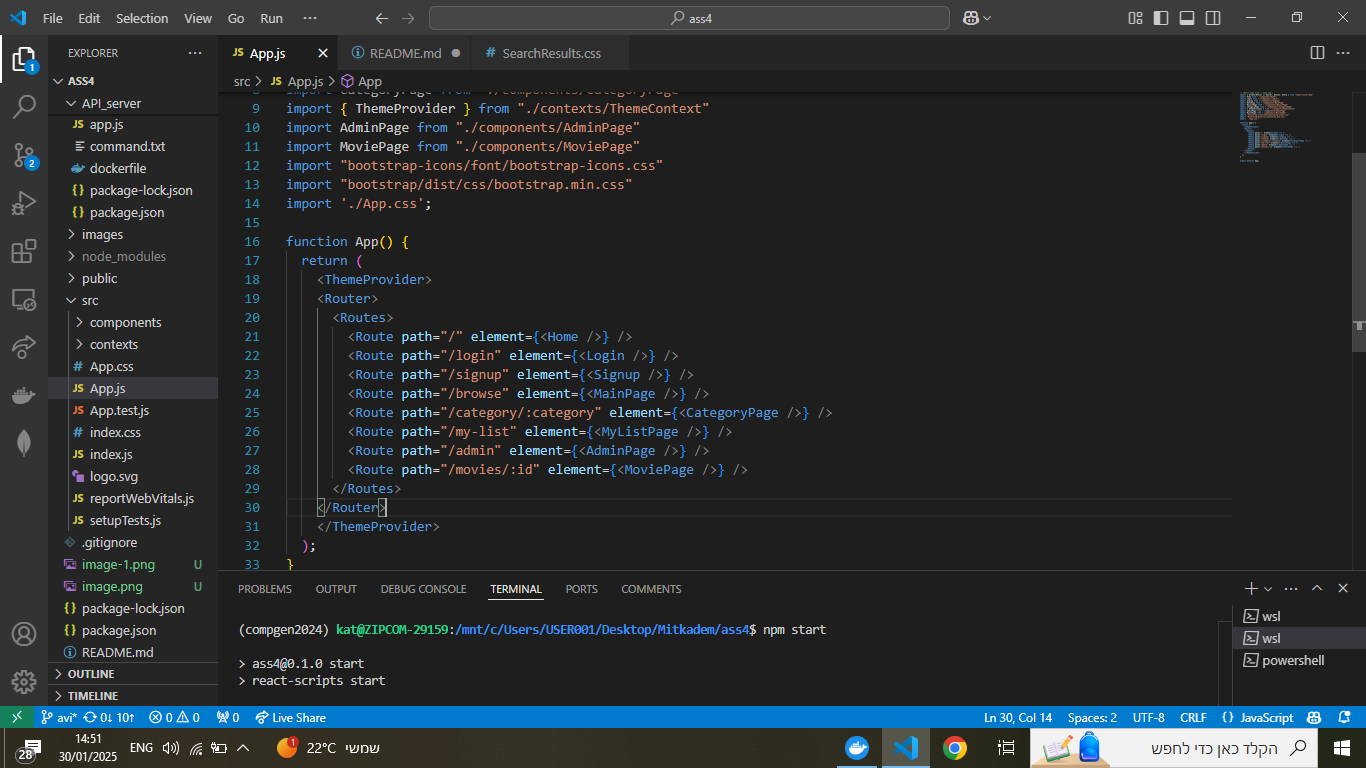 File Edit Selection View Go Run ··· ass4
EXPLORER ···
ASS4
API_server
app.js
command.txt
dockerfile
package-lock.json
package.json
images
node_modules
public
src
components
contexts
App.css
App.js
App.test.js
index.css
index.js
logo.svg
reportWebVitals.js
setupTests.js
.gitignore
image-1.png U
image.png U
package-lock.json
package.json
README.md
OUTLINE
TIMELINE
1
2
JS App.js README.md # SearchResults.css
src > JS App.js > App
8 import CategoryPage from "./components/CategoryPage"
9 import { ThemeProvider } from "./contexts/ThemeContext"
10 import AdminPage from "./components/AdminPage"
11 import MoviePage from "./components/MoviePage"
12 import "bootstrap-icons/font/bootstrap-icons.css"
13 import "bootstrap/dist/css/bootstrap.min.css"
14 import './App.css';
15
16 function App() {
17 return (
18 <ThemeProvider>
19 <Router>
20 <Routes>
21 <Route path="/" element={<Home />} />
22 <Route path="/login" element={<Login />} />
23 <Route path="/signup" element={<Signup />} />
24 <Route path="/browse" element={<MainPage />} />
25 <Route path="/category/:category" element={<CategoryPage />} />
26 <Route path="/my-list" element={<MyListPage />} />
27 <Route path="/admin" element={<AdminPage />} />
28 <Route path="/movies/:id" element={<MoviePage />} />
29 </Routes>
30 </Router>
31 </ThemeProvider>
32 );
33 }
PROBLEMS OUTPUT DEBUG CONSOLE TERMINAL PORTS COMMENTS
(compgen2024) kat@ZIPCOM-29159:/mnt/c/Users/USER001/Desktop/Mitkadem/ass4$ npm start
> ass4@0.1.0 start
> react-scripts start
wsl
wsl
powershell
avi* 0↓ 10↑ 0 0 0 Live Share Ln 30, Col 14 Spaces: 2 UTF-8 CRLF {} JavaScript
28
14:51
30/01/2025
ENG
1
22°C שמשי
הקלד כאן כדי לחפש